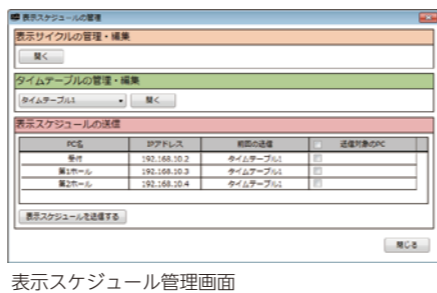 表示スケジュールの管理
表示サイクルの管理・編集
開く
タイムテーブルの管理・編集
タイムテーブル1 開く
表示スケジュールの送信
PC名 IPアドレス 前回の送信 送信対象のPC
受付 192.168.10.2 タイムテーブル1
第1ホール 192.168.10.3 タイムテーブル1
第2ホール 192.168.10.4 タイムテーブル1
表示スケジュールを送信する
閉じる
表示スケジュール管理画面